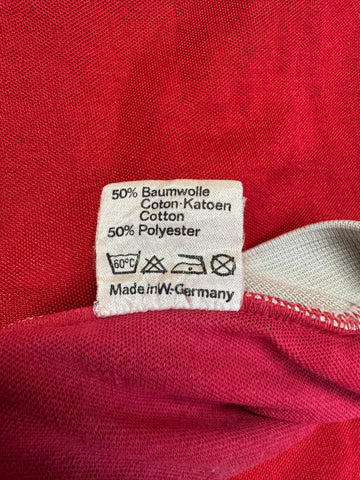 50% Baumwolle
Coton·Katoen
Cotton
50% Polyester
60°C
Made in W.-Germany